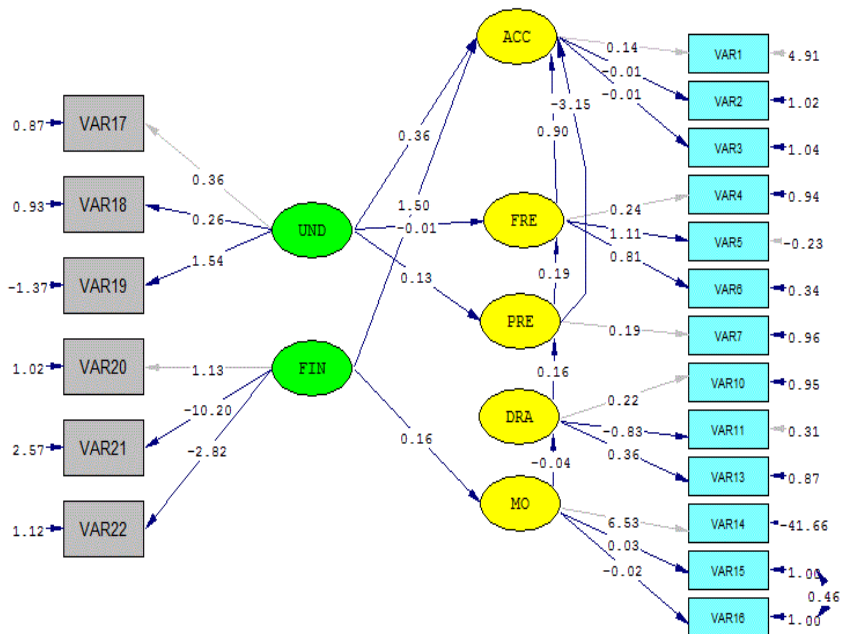 ACC
0.14
VAR1
4.91
-0.01
VAR2
1.02
-0.01
VAR3
1.04
-3.15
0.90
0.36
0.87
VAR17
0.36
0.93
VAR18
0.26
UND
1.50
-0.01
FRE
0.24
VAR4
0.94
1.11
VAR5
-0.23
0.81
VAR6
0.34
-1.37
VAR19
1.54
0.13
0.19
PRE
0.19
VAR7
0.96
1.02
VAR20
1.13
FIN
0.16
0.22
VAR10
0.95
DRA
-0.83
VAR11
0.31
0.36
VAR13
0.87
2.57
VAR21
-10.20
-2.82
0.16
-0.04
MO
6.53
VAR14
-41.66
0.03
VAR15
1.00
-0.02
VAR16
1.00
0.46
1.12
VAR22